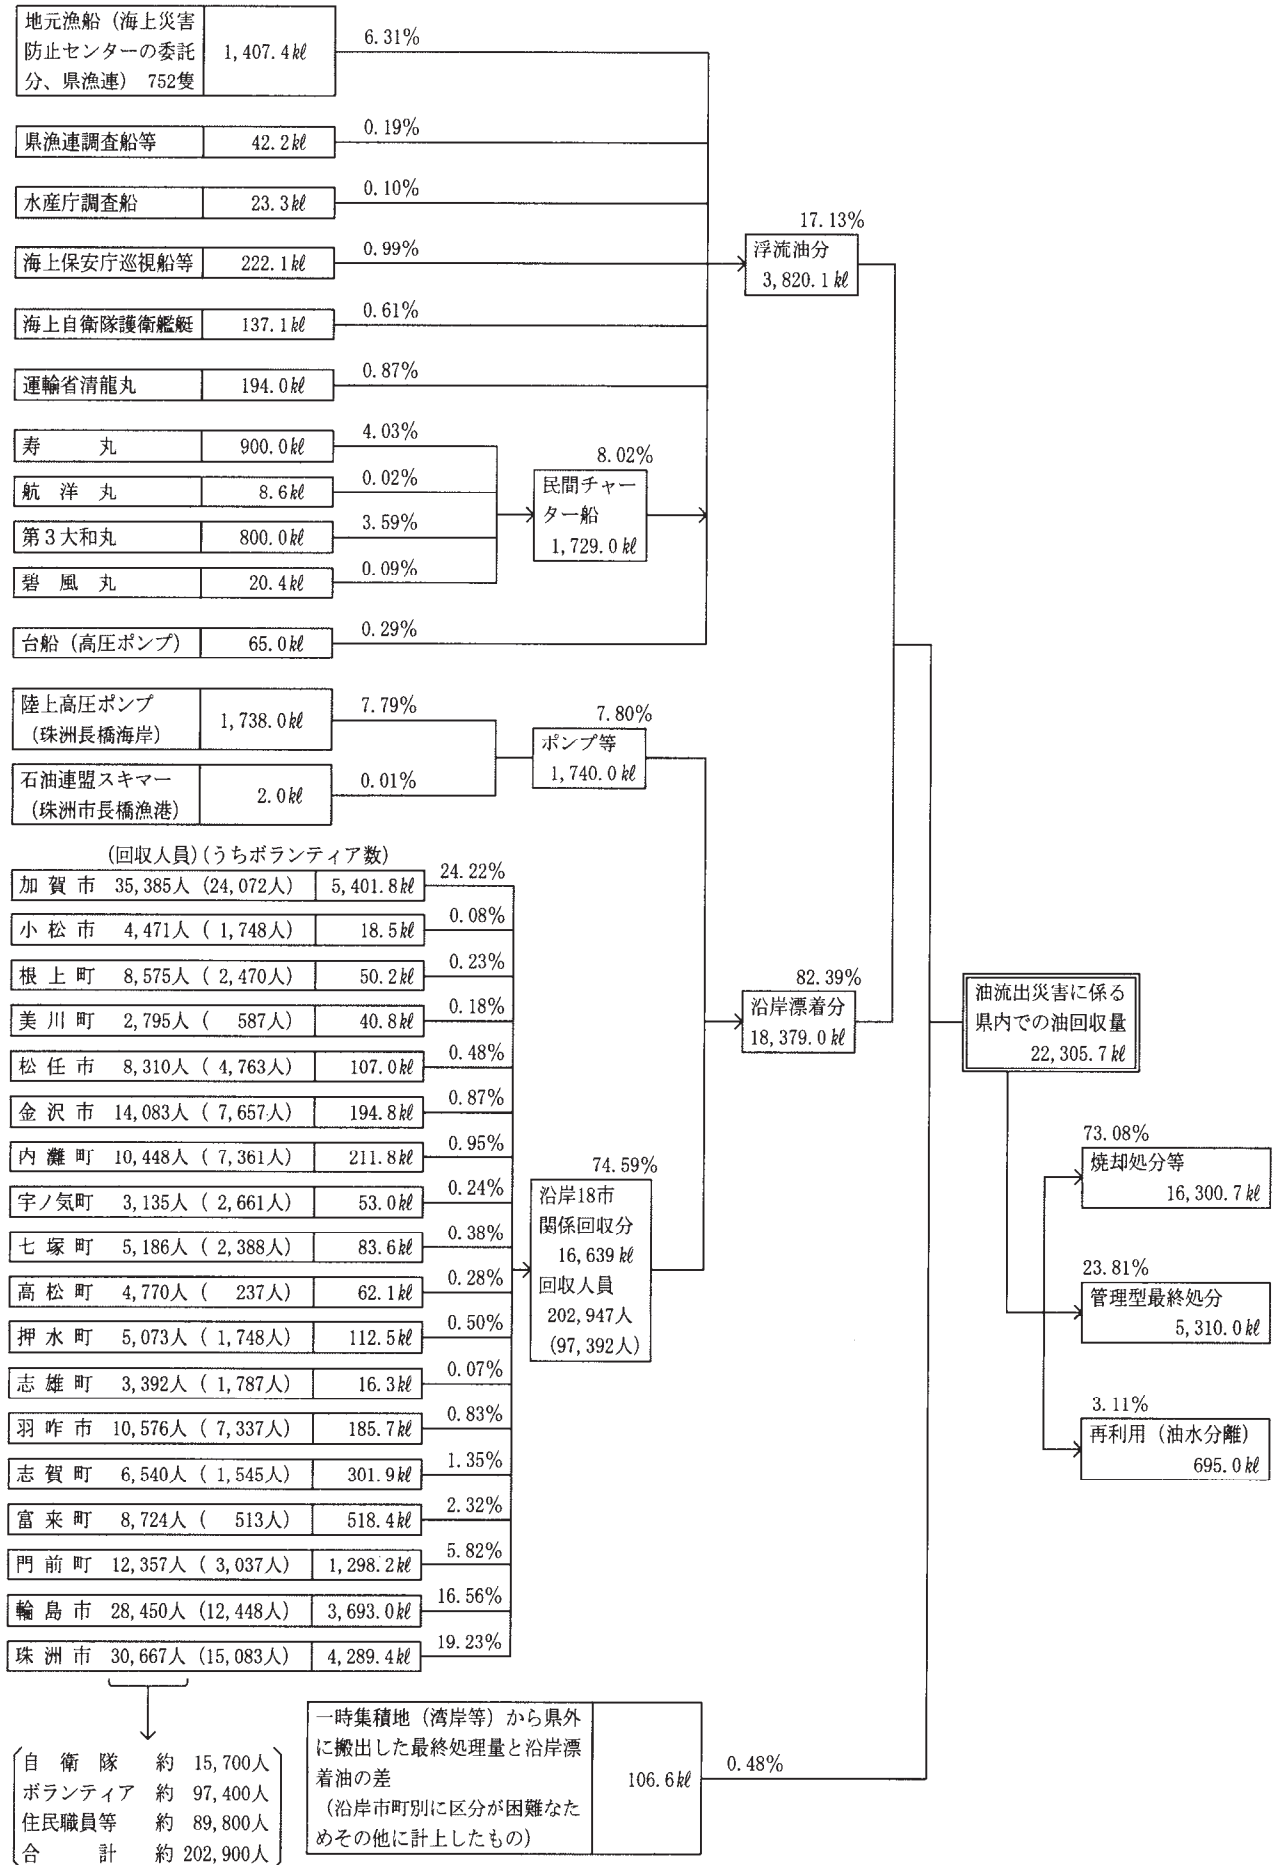 地元漁船(海上災害
防止センターの委託
分、県漁連) 752隻
1,407.4kℓ
6.31%
県漁連調査船等
42.2kℓ
0.19%
水産庁調査船
23.3kℓ
0.10%
海上保安庁巡視船等
222.1kℓ
0.99%
海上自衛隊護衛艦艇
137.1kℓ
0.61%
運輸省清龍丸
194.0kℓ
0.87%
寿 丸
900.0kℓ
4.03%
航洋丸
8.6kℓ
0.02%
第3大和丸
800.0kℓ
3.59%
碧風丸
20.4kℓ
0.09%
8.02%
民間チャー
ター船
1,729.0kℓ
台船(高圧ポンプ)
65.0kℓ
0.29%
17.13%
浮流油分
3,820.1kℓ
陸上高圧ポンプ
(珠洲長橋海岸)
1,738.0kℓ
7.79%
石油連盟スキマー
(珠洲市長橋漁港)
2.0kℓ
0.01%
7.80%
ポンプ等
1,740.0kℓ
(回収人員)(うちボランティア数)
加賀市 35,385人 (24,072人) 5,401.8kℓ 24.22%
小松市 4,471人 ( 1,748人) 18.5kℓ 0.08%
根上町 8,575人 ( 2,470人) 50.2kℓ 0.23%
美川町 2,795人 ( 587人) 40.8kℓ 0.18%
松任市 8,310人 ( 4,763人) 107.0kℓ 0.48%
金沢市 14,083人 ( 7,657人) 194.8kℓ 0.87%
内灘町 10,448人 ( 7,361人) 211.8kℓ 0.95%
宇ノ気町 3,135人 ( 2,661人) 53.0kℓ 0.24%
七塚町 5,186人 ( 2,388人) 83.6kℓ 0.38%
高松町 4,770人 ( 237人) 62.1kℓ 0.28%
押水町 5,073人 ( 1,748人) 112.5kℓ 0.50%
志雄町 3,392人 ( 1,787人) 16.3kℓ 0.07%
羽咋市 10,576人 ( 7,337人) 185.7kℓ 0.83%
志賀町 6,540人 ( 1,545人) 301.9kℓ 1.35%
富来町 8,724人 ( 513人) 518.4kℓ 2.32%
門前町 12,357人 ( 3,037人) 1,298.2kℓ 5.82%
輪島市 28,450人 (12,448人) 3,693.0kℓ 16.56%
珠洲市 30,667人 (15,083人) 4,289.4kℓ 19.23%
74.59%
沿岸18市
関係回収分
16,639kℓ
回収人員
202,947人
(97,392人)
82.39%
沿岸漂着分
18,379.0kℓ
油流出災害に係る
県内での油回収量
22,305.7kℓ
73.08%
焼却処分等
16,300.7kℓ
23.81%
管理型最終処分
5,310.0kℓ
3.11%
再利用(油水分離)
695.0kℓ
自衛隊 約 15,700人
ボランティア 約 97,400人
住民職員等 約 89,800人
合計 約 202,900人
一時集積地(湾岸等)から県外
に搬出した最終処理量と沿岸漂
着油の差
(沿岸市町別に区分が困難なた
めその他に計上したもの)
106.6kℓ
0.48%